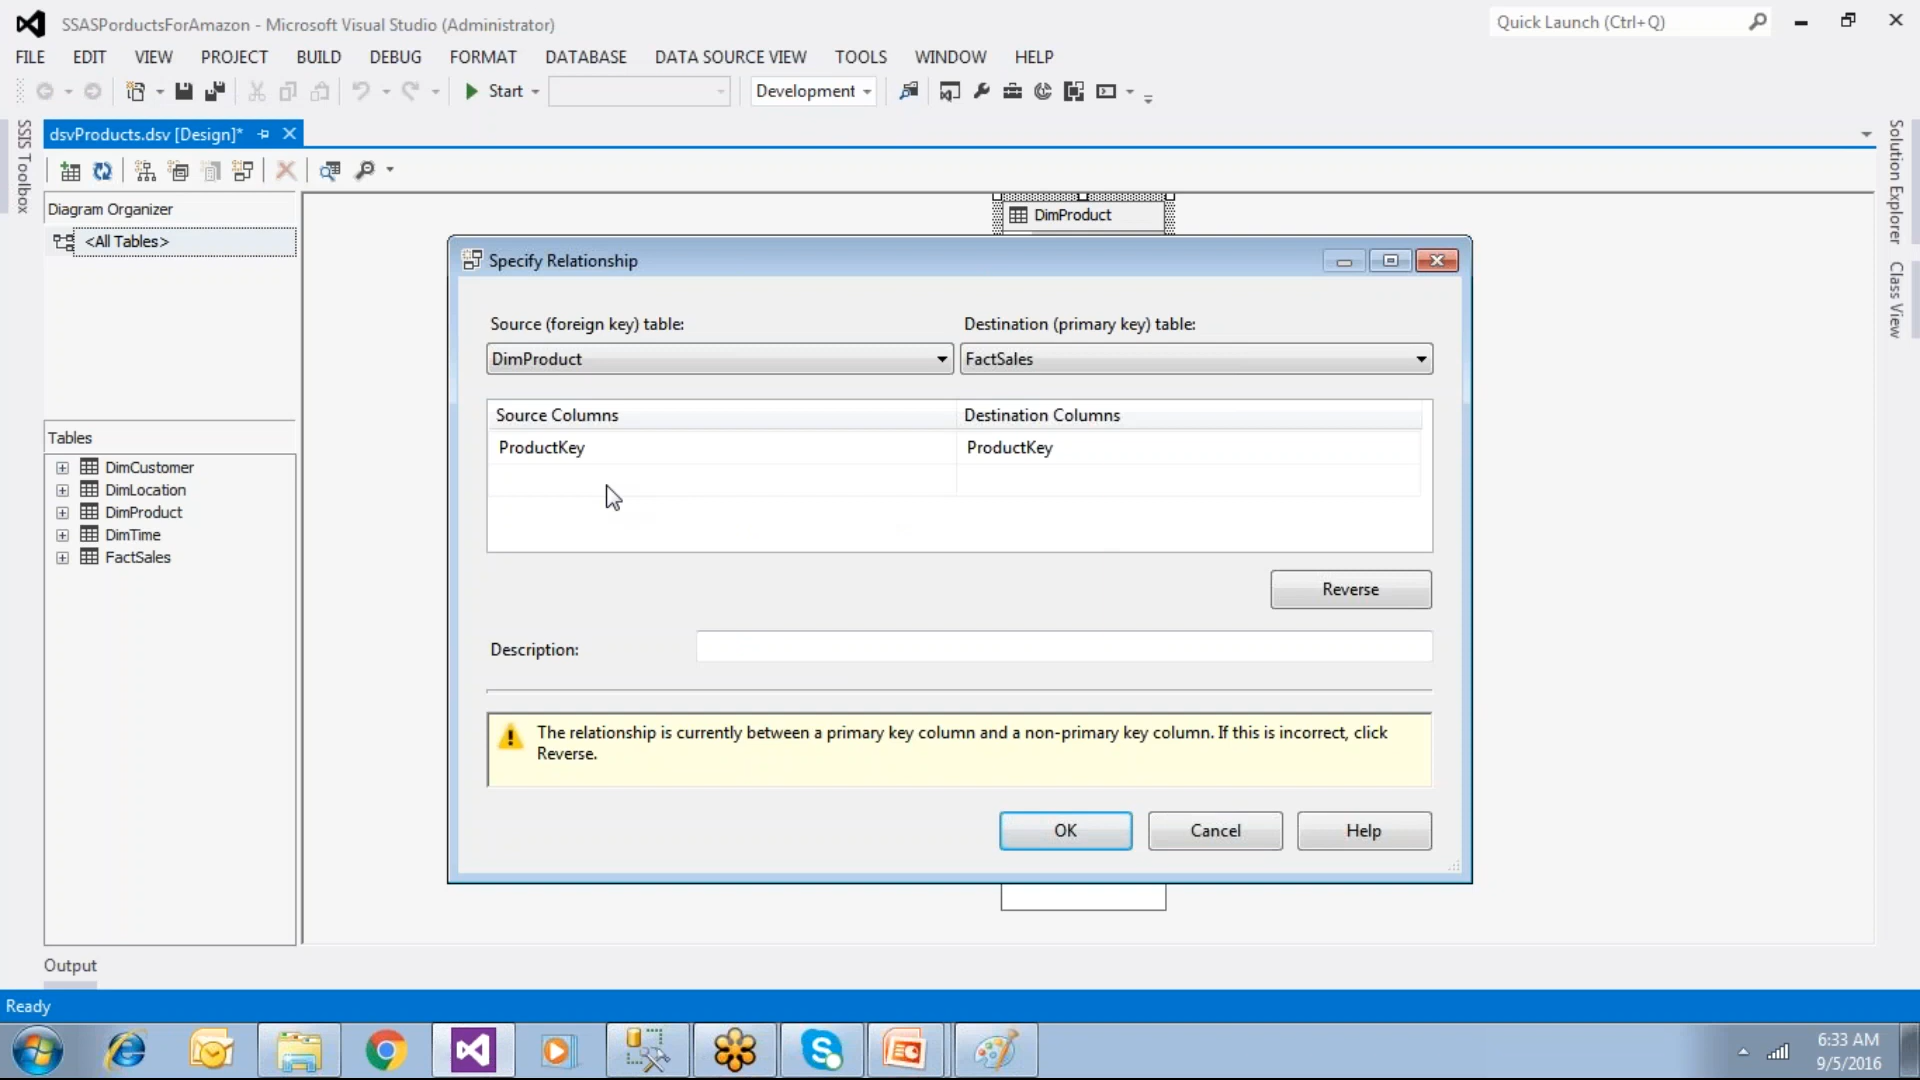 SSASPorductsForAmazon - Microsoft Visual Studio (Administrator)
Quick Launch (Ctrl+Q)
FILE EDIT VIEW PROJECT BUILD DEBUG FORMAT DATABASE DATA SOURCE VIEW TOOLS WINDOW HELP
Start
Development
SSIS Toolbox
dsvProducts.dsv [Design]*
Solution Explorer
Class View
Diagram Organizer
<All Tables>
DimProduct
Specify Relationship
Source (foreign key) table:
Destination (primary key) table:
DimProduct
FactSales
Source Columns
Destination Columns
ProductKey
ProductKey
Tables
DimCustomer
DimLocation
DimProduct
DimTime
FactSales
Reverse
Description:
The relationship is currently between a primary key column and a non-primary key column. If this is incorrect, click
Reverse.
OK
Cancel
Help
Output
Ready
6:33 AM
9/5/2016